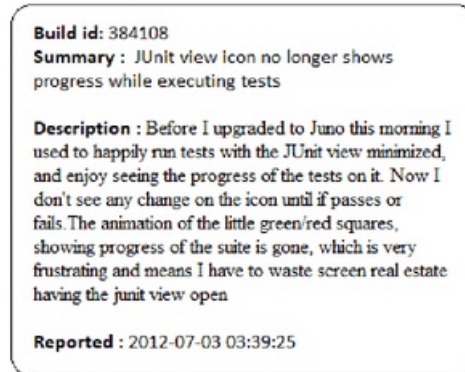 Build id: 384108
Summary : JUnit view icon no longer shows
progress while executing tests
Description : Before I upgraded to Juno this morning I
used to happily run tests with the JUnit view minimized,
and enjoy seeing the progress of the tests on it. Now I
don't see any change on the icon until if passes or
fails.The animation of the little green/red squares,
showing progress of the suite is gone, which is very
frustrating and means I have to waste screen real estate
having the junit view open
Reported : 2012-07-03 03:39:25